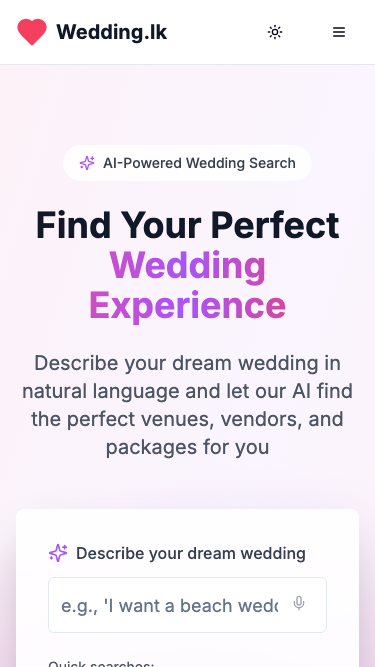 Wedding.lk
AI-Powered Wedding Search
Find Your Perfect
Wedding
Experience
Describe your dream wedding in
natural language and let our AI find
the perfect venues, vendors, and
packages for you
Describe your dream wedding
e.g., 'I want a beach wedd
Quick searches: